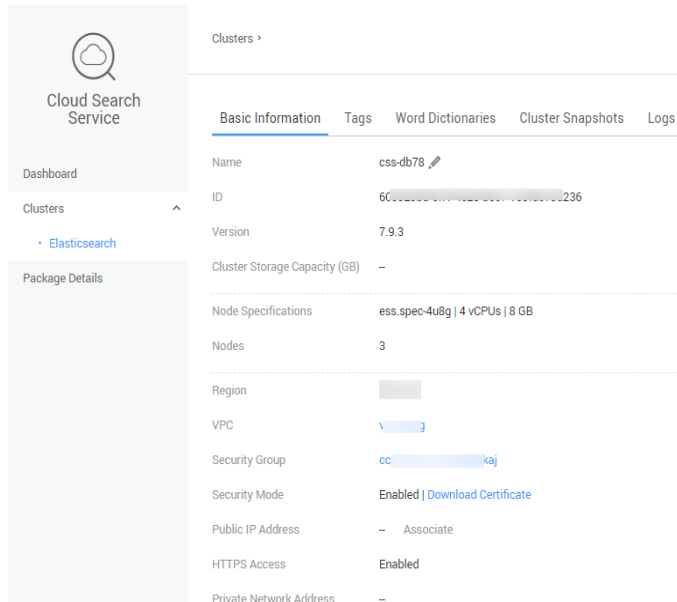 Cloud Search
Service
Dashboard
Clusters
Elasticsearch
Package Details
Clusters ›
Basic Information Tags Word Dictionaries Cluster Snapshots Logs
Name css-db78
ID 236
Version 7.9.3
Cluster Storage Capacity (GB) --
Node Specifications ess.spec-4u8g | 4 vCPUs | 8 GB
Nodes 3
Region
VPC
Security Group
Security Mode Enabled | Download Certificate
Public IP Address -- Associate
HTTPS Access Enabled
Private Network Address --